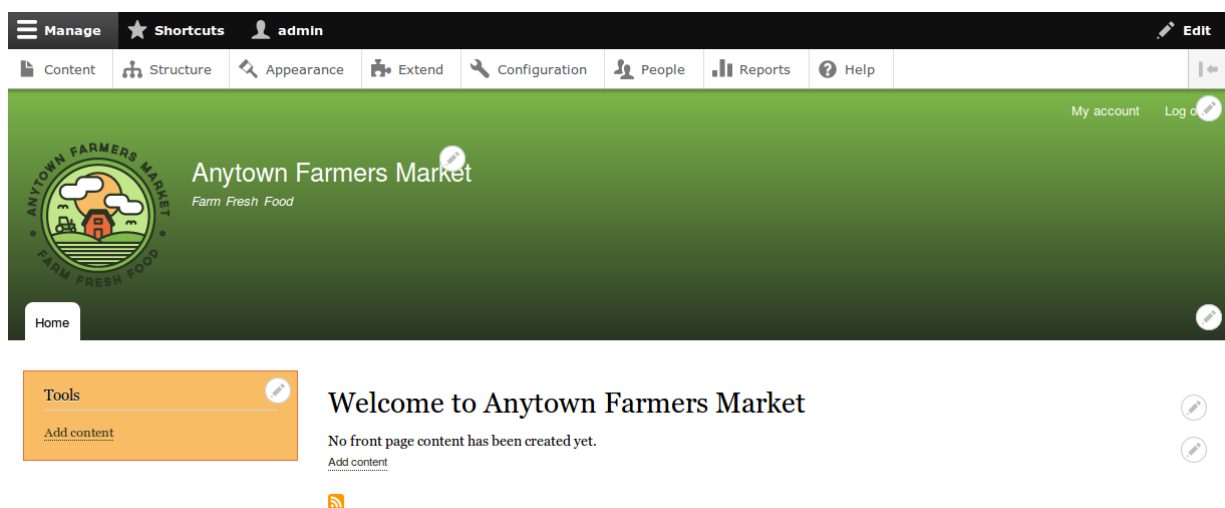 Manage Shortcuts admin Edit
Content Structure Appearance Extend Configuration People Reports Help
My account Log
ANYTOWN FARMERS MARKET
FARM FRESH FOOD
Anytown Farmers Market
Farm Fresh Food
Home
Tools
Add content
Welcome to Anytown Farmers Market
No front page content has been created yet.
Add content